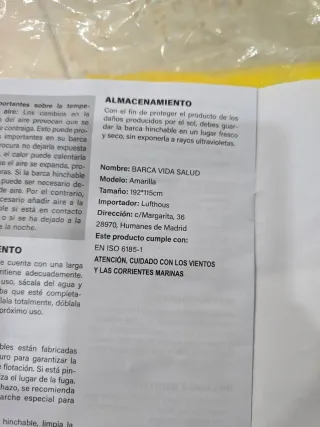 portantes sobre la tempe-
aire: Los cambios en la
del aire provocan que se
contraiga. Esto puede pro-
importantes en su barca
rocura no dejarla expuesta
, el calor puede calentarla
que el aire se expanda, pro-
ras. Si la barca hinchable
puede ser necesario de-
de aire. Por el contrario,
necesario añadir aire a la
ble si está en contacto
o si se ha dejado a la
la noche.
ENTO
e cuenta con una larga
ntiene adecuadamente.
uso, sácala del agua y
ba que esté completa-
ala totalmente, dóblala
próximo uso.
bles están fabricadas
uro para garantizar la
flotación. Si está pin-
za el lugar de la fuga.
hazo, se recomienda
arche especial para
hinchable, limpia la
ALMACENAMIENTO
Con el fin de proteger el producto de los
daños producidos por el sol, debes guar-
dar la barca hinchable en un lugar fresco
y seco, sin exponerla a rayos ultravioletas.
Nombre: BARCA VIDA SALUD
Modelo: Amarilla
Tamaño: 192*115cm
Importador: Lufthous
Dirección: c/Margarita, 36
28970, Humanes de Madrid
Este producto cumple con:
EN ISO 6185-1
ATENCIÓN, CUIDADO CON LOS VIENTOS
Y LAS CORRIENTES MARINAS